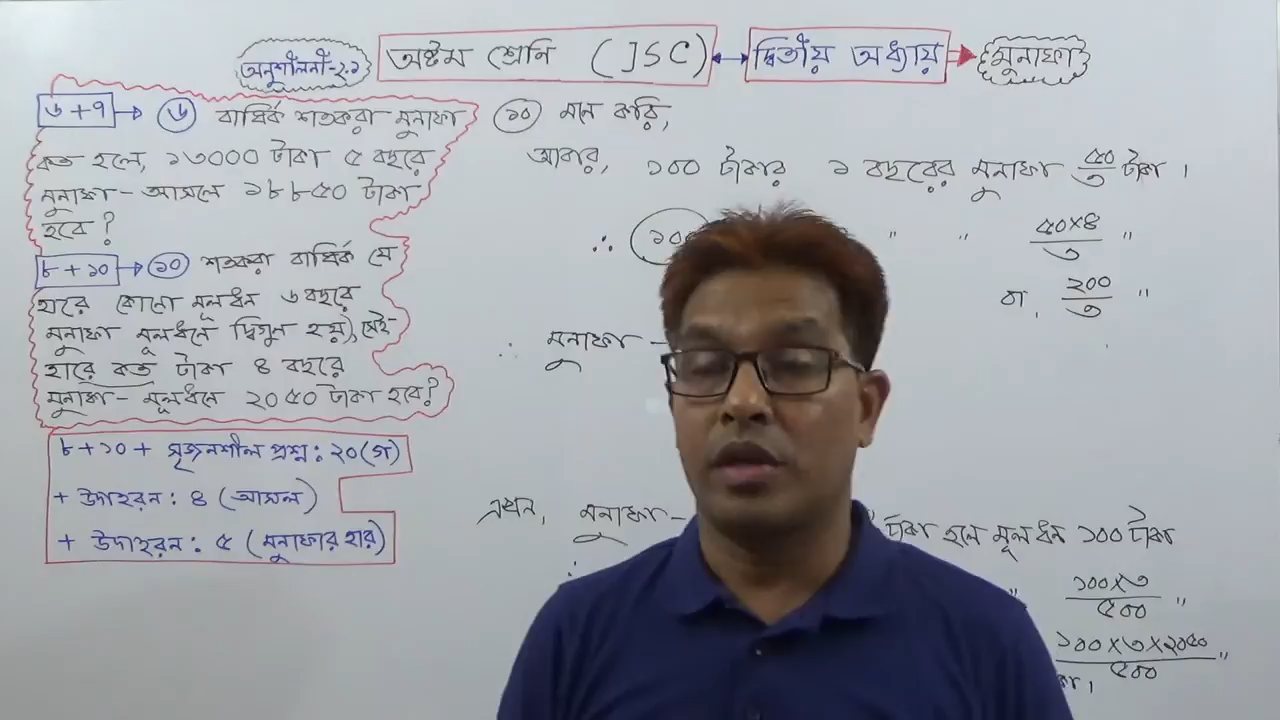 অনুশীলনী-২.১
অষ্টম শ্রেনি (JSC)
দ্বিতীয় অধ্যায়
মুনাফা
৬+৭ → ৬ বার্ষিক শতকরা মুনাফা
কত হলে, ১৩০০০ টাকা ৫ বছরে
মুনাফা-আসলে ১৮৮৫০ টাকা
হবে?
৮+১০ → ১০ শতকরা বার্ষিক যে
হারে কোনো মূলধন ৬ বছরে
মুনাফা মূলধনে দ্বিগুন হয়, সেই
হারে কত টাকা ৪ বছরে
মুনাফা-মূলধনে ২০৫০ টাকা হবে?
৮+১০+ সৃজনশীল প্রশ্ন: ২০(গ)
+ উদাহরন: ৪ (আসল)
+ উদাহরন: ৫ (মুনাফার হার)
১০ মনে করি,
আবার, ১০০ টাকার ১ বছরের মুনাফা ৫০/৩ টাকা।
∴ ১০০ " " ৫০×৪/৩ "
বা, ২০০/৩ "
∴ মুনাফা-
এখন, মুনাফা- টাকা হলে মূলধন ১০০ টাকা
∴ " ১০০×৩/৫০০ "
১০০×৩×২০৫০/৫০০ "